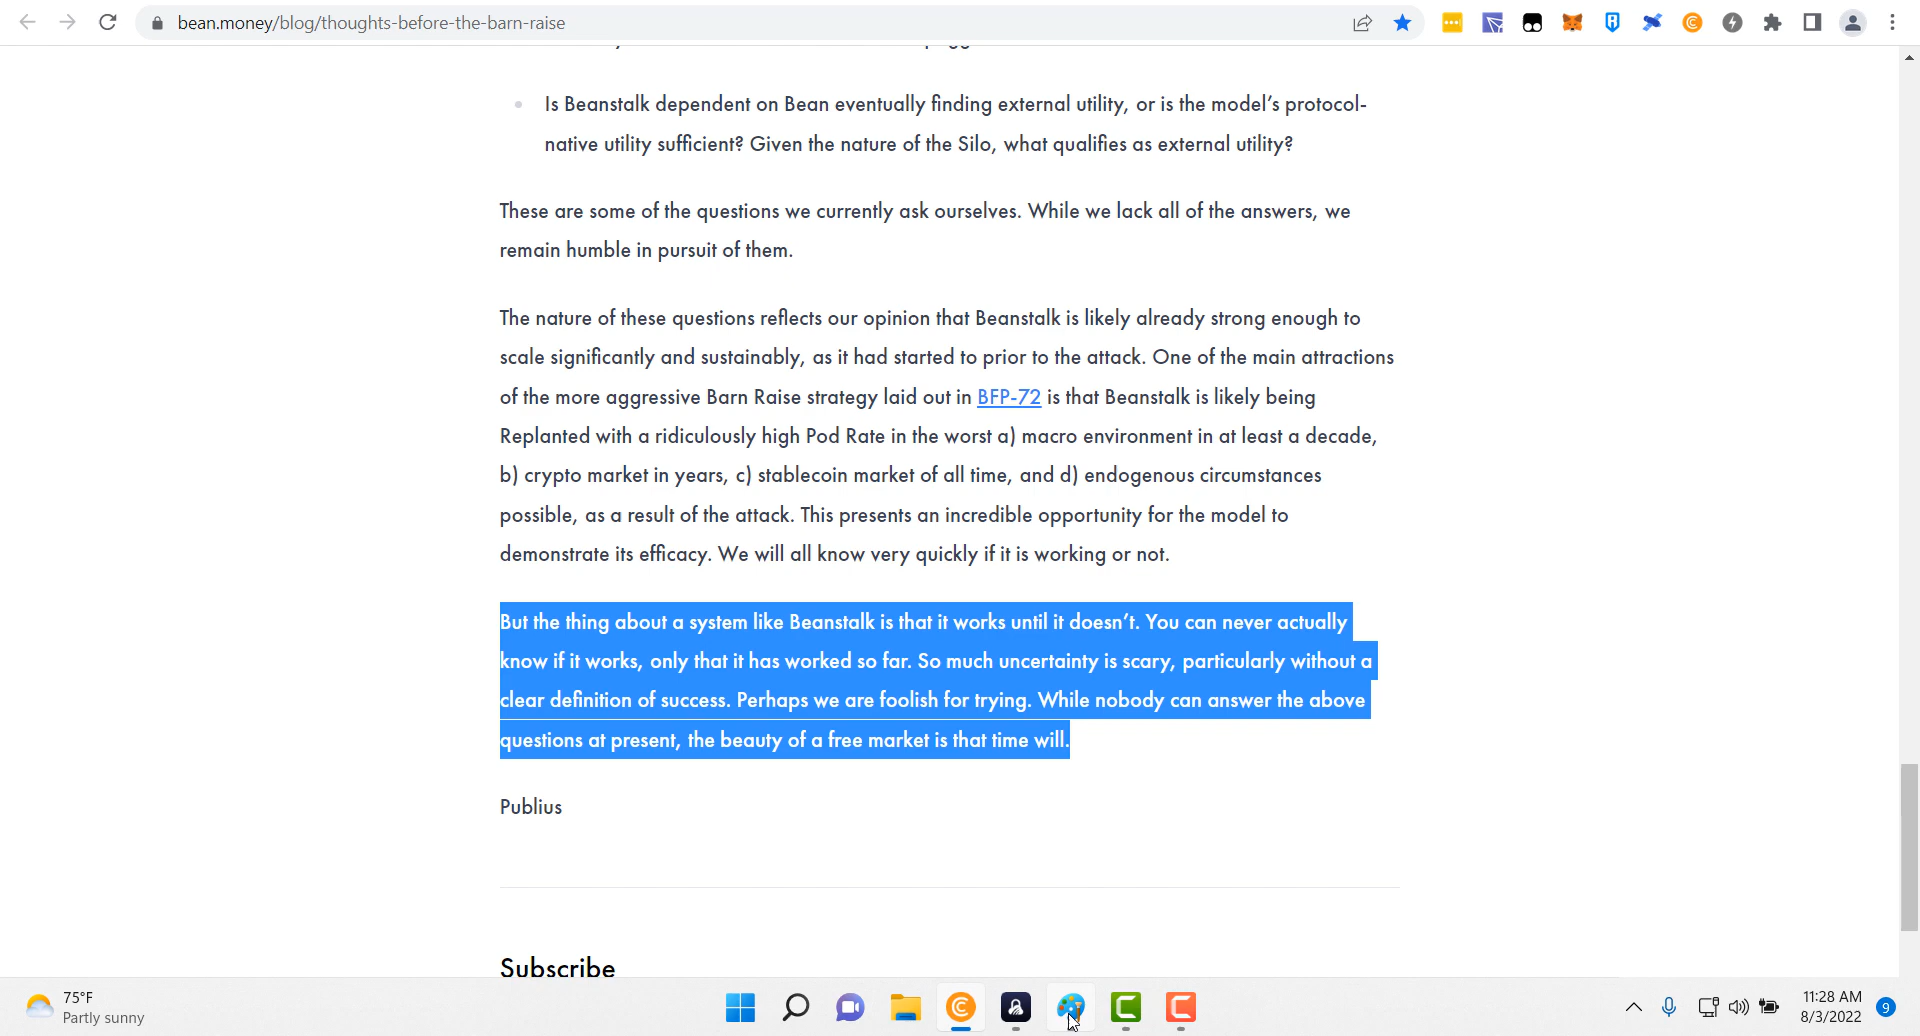 bean.money/blog/thoughts-before-the-barn-raise
Is Beanstalk dependent on Bean eventually finding external utility, or is the model’s protocol-
native utility sufficient? Given the nature of the Silo, what qualifies as external utility?
These are some of the questions we currently ask ourselves. While we lack all of the answers, we
remain humble in pursuit of them.
The nature of these questions reflects our opinion that Beanstalk is likely already strong enough to
scale significantly and sustainably, as it had started to prior to the attack. One of the main attractions
of the more aggressive Barn Raise strategy laid out in BFP-72 is that Beanstalk is likely being
Replanted with a ridiculously high Pod Rate in the worst a) macro environment in at least a decade,
b) crypto market in years, c) stablecoin market of all time, and d) endogenous circumstances
possible, as a result of the attack. This presents an incredible opportunity for the model to
demonstrate its efficacy. We will all know very quickly if it is working or not.
But the thing about a system like Beanstalk is that it works until it doesn’t. You can never actually
know if it works, only that it has worked so far. So much uncertainty is scary, particularly without a
clear definition of success. Perhaps we are foolish for trying. While nobody can answer the above
questions at present, the beauty of a free market is that time will.
Publius
Subscribe
75°F
Partly sunny
11:28 AM
8/3/2022
9